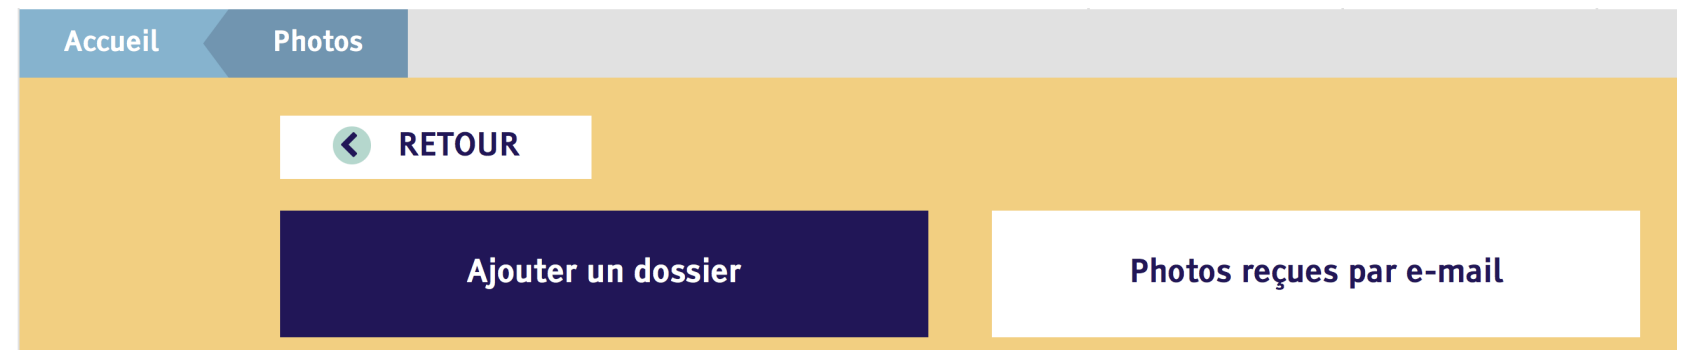 Accueil
Photos
RETOUR
Ajouter un dossier
Photos reçues par e-mail